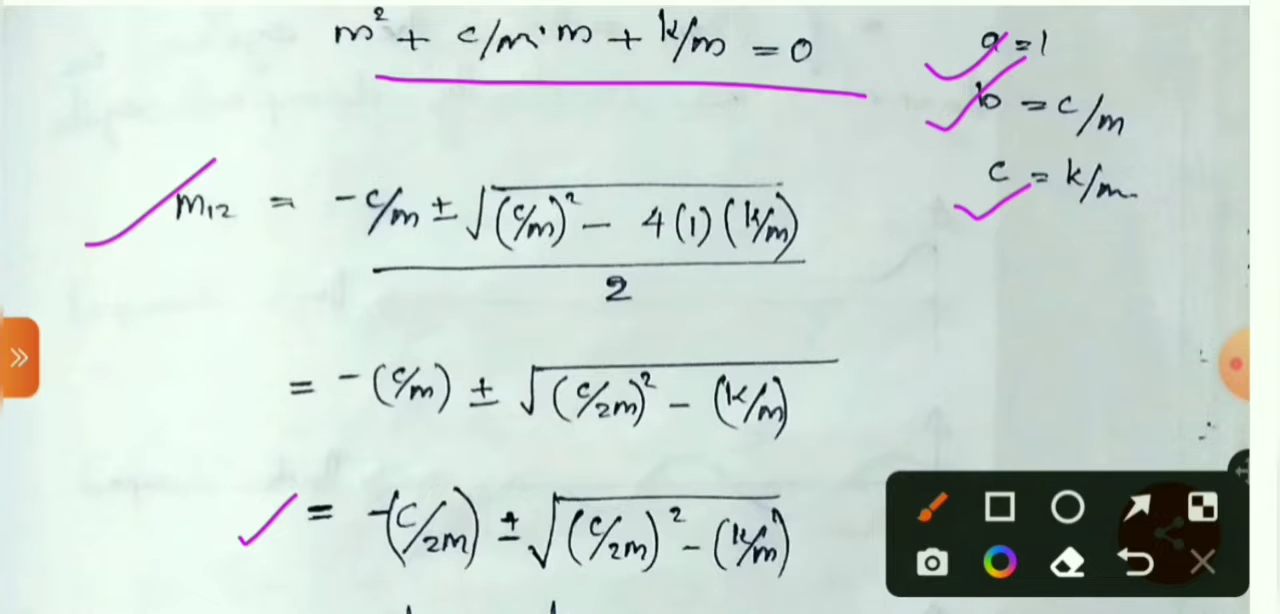 m² + c/m·m + k/m = 0
a = 1
b = c/m
c = k/m.
m₁₂ = -c/m ± √(c/m)² - 4(1)(k/m)
2
= -(c/m) ± √(c/2m)² - (k/m)
= -(c/2m) ± √(c/2m)² - (k/m)